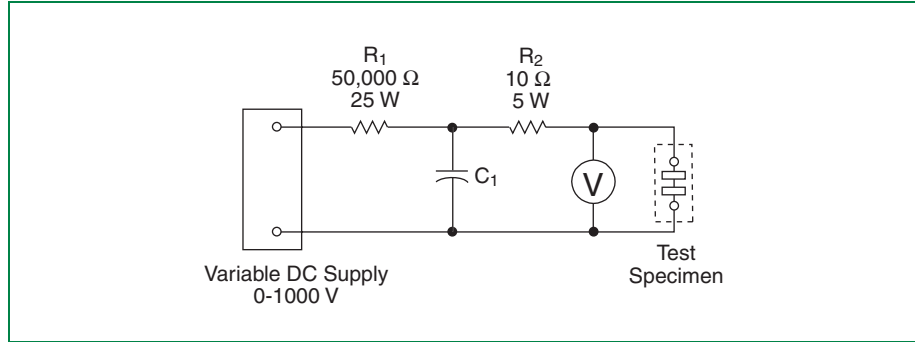 R₁
50,000 Ω
25 W
R₂
10 Ω
5 W
C₁
V
Variable DC Supply
0-1000 V
Test
Specimen